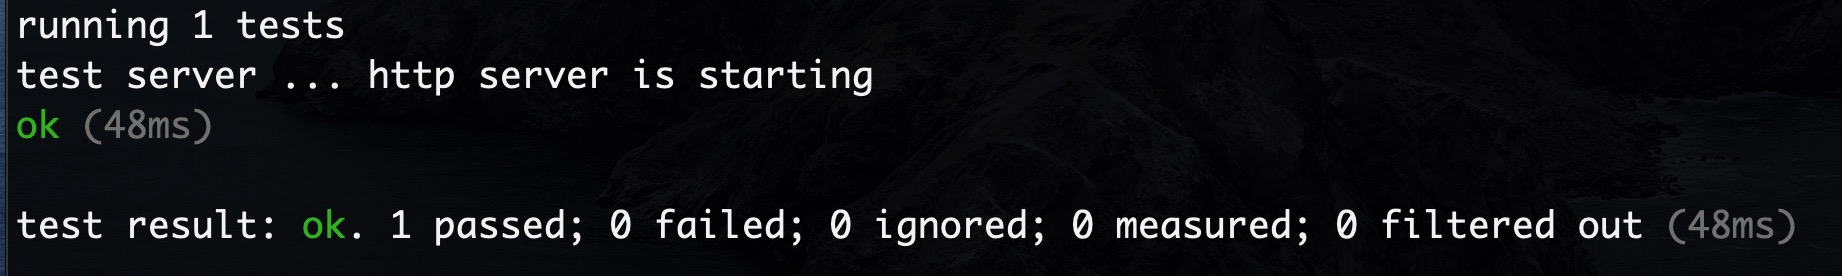 running 1 tests
test server ... http server is starting
ok (48ms)
test result: ok. 1 passed; 0 failed; 0 ignored; 0 measured; 0 filtered out (48ms)